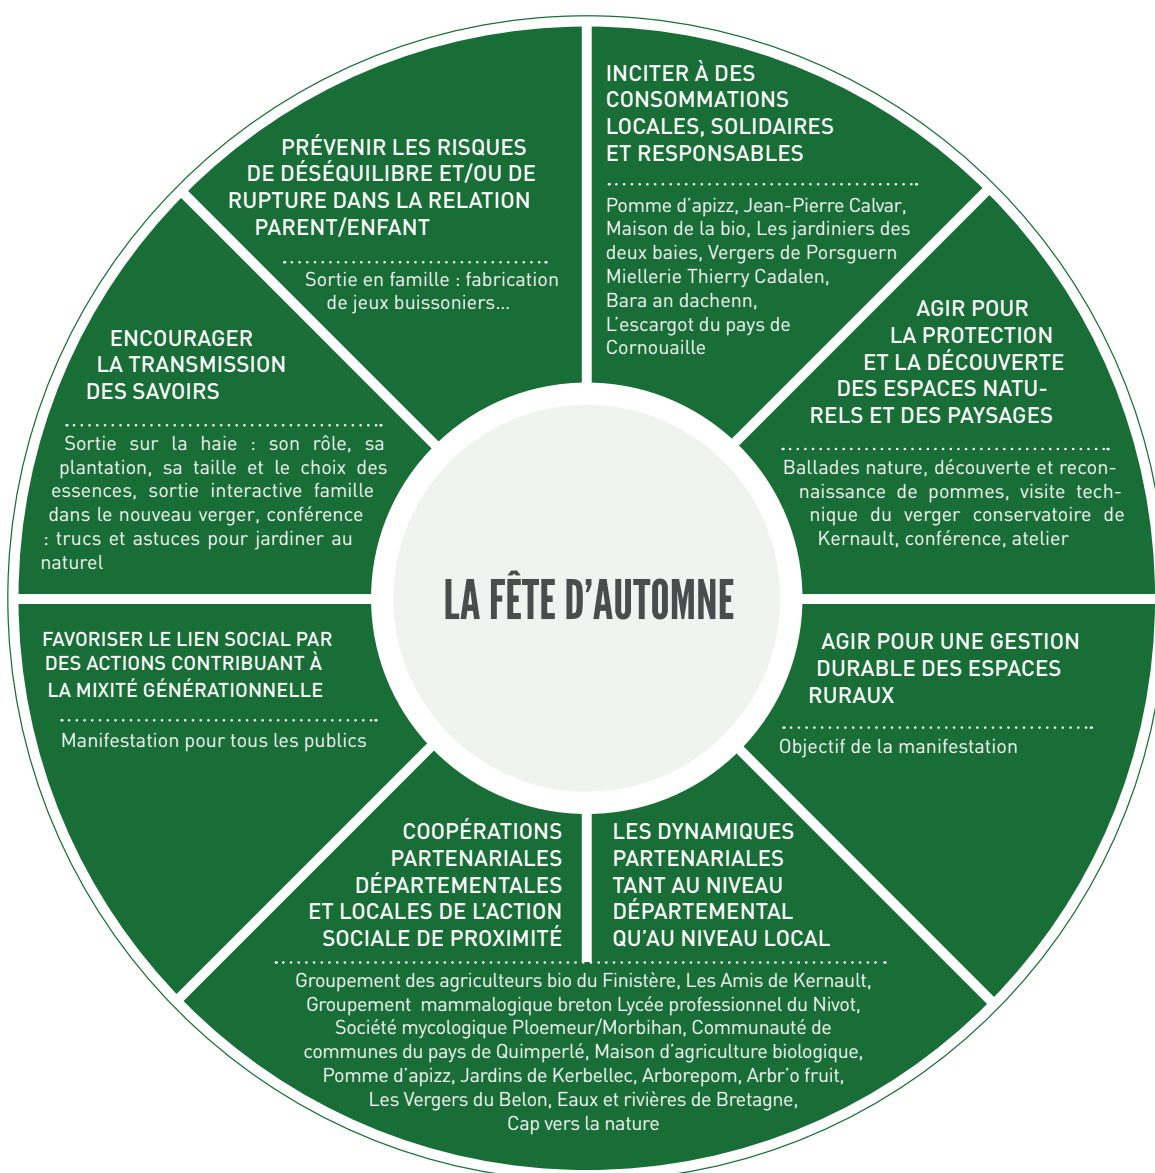 INCITER À DES
CONSOMMATIONS
LOCALES, SOLIDAIRES
ET RESPONSABLES
Pomme d'apizz, Jean-Pierre Calvar,
Maison de la bio, Les jardiniers des
deux baies, Vergers de Porsguern
Miellerie Thierry Cadalen,
Bara an dachenn,
L'escargot du pays de
Cornouaille
AGIR POUR
LA PROTECTION
ET LA DÉCOUVERTE
DES ESPACES NATU-
RELS ET DES PAYSAGES
Ballades nature, découverte et recon-
naissance de pommes, visite tech-
nique du verger conservatoire de
Kernault, conférence, atelier
AGIR POUR UNE GESTION
DURABLE DES ESPACES
RURAUX
Objectif de la manifestation
LES DYNAMIQUES
PARTENARIALES
TANT AU NIVEAU
DÉPARTEMENTAL
QU'AU NIVEAU LOCAL
COOPÉRATIONS
PARTENARIALES
DÉPARTEMENTALES
ET LOCALES DE L'ACTION
SOCIALE DE PROXIMITÉ
Groupement des agriculteurs bio du Finistère, Les Amis de Kernault,
Groupement mammalogique breton Lycée professionnel du Nivot,
Société mycologique Ploemeur/Morbihan, Communauté de
communes du pays de Quimperlé, Maison d'agriculture biologique,
Pomme d'apizz, Jardins de Kerbellec, Arborepom, Arbr'o fruit,
Les Vergers du Belon, Eaux et rivières de Bretagne,
Cap vers la nature
FAVORISER LE LIEN SOCIAL PAR
DES ACTIONS CONTRIBUANT À
LA MIXITÉ GÉNÉRATIONNELLE
Manifestation pour tous les publics
ENCOURAGER
LA TRANSMISSION
DES SAVOIRS
Sortie sur la haie : son rôle, sa
plantation, sa taille et le choix des
essences, sortie interactive famille
dans le nouveau verger, conférence
: trucs et astuces pour jardiner au
naturel
PRÉVENIR LES RISQUES
DE DÉSÉQUILIBRE ET/OU DE
RUPTURE DANS LA RELATION
PARENT/ENFANT
Sortie en famille : fabrication
de jeux buissoniers...
LA FÊTE D'AUTOMNE